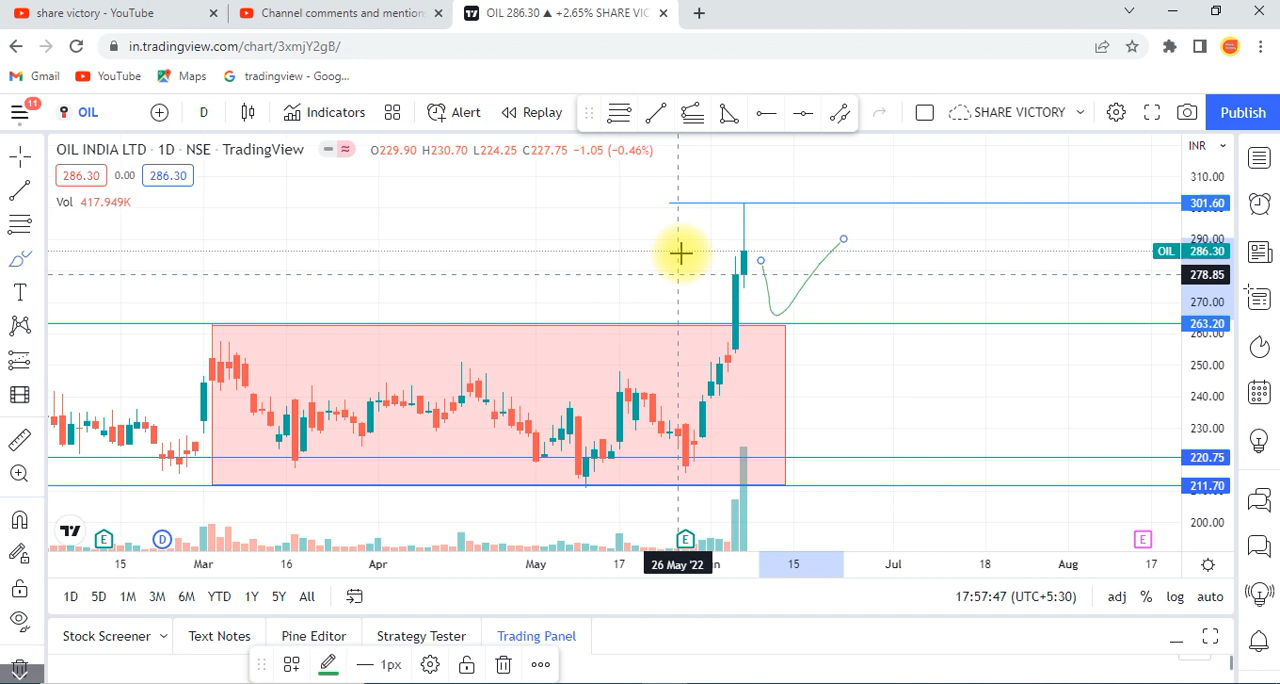 share victory - YouTube
Channel comments and mention
OIL 286.30 ▲ +2.65% SHARE VIC
in.tradingview.com/chart/3xmjY2gB/
Gmail
YouTube
Maps
tradingview - Goog...
11
OIL
D
Indicators
Alert
Replay
SHARE VICTORY
Publish
OIL INDIA LTD · 1D · NSE · TradingView
O229.90 H230.70 L224.25 C227.75 −1.05 (−0.46%)
INR
286.30
0.00
286.30
Vol 417.949K
310.00
301.60
290.00
OIL 286.30
278.85
270.00
263.20
260.00
250.00
240.00
230.00
220.75
211.70
200.00
E
D
E
E
15
Mar
16
Apr
May
17
26 May '22
15
Jul
18
Aug
17
1D
5D
1M
3M
6M
YTD
1Y
5Y
All
17:57:47 (UTC+5:30)
adj
%
log
auto
Stock Screener
Text Notes
Pine Editor
Strategy Tester
Trading Panel
1px